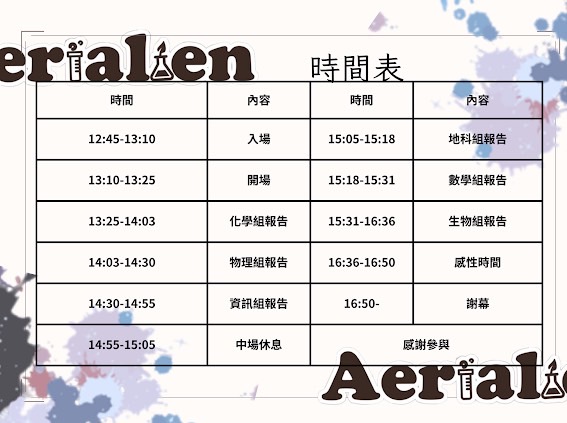 Aerialien
時間表
時間 內容 時間 內容
12:45-13:10 入場 15:05-15:18 地科組報告
13:10-13:25 開場 15:18-15:31 數學組報告
13:25-14:03 化學組報告 15:31-16:36 生物組報告
14:03-14:30 物理組報告 16:36-16:50 感性時間
14:30-14:55 資訊組報告 16:50- 謝幕
14:55-15:05 中場休息 感謝參與
Aeriali